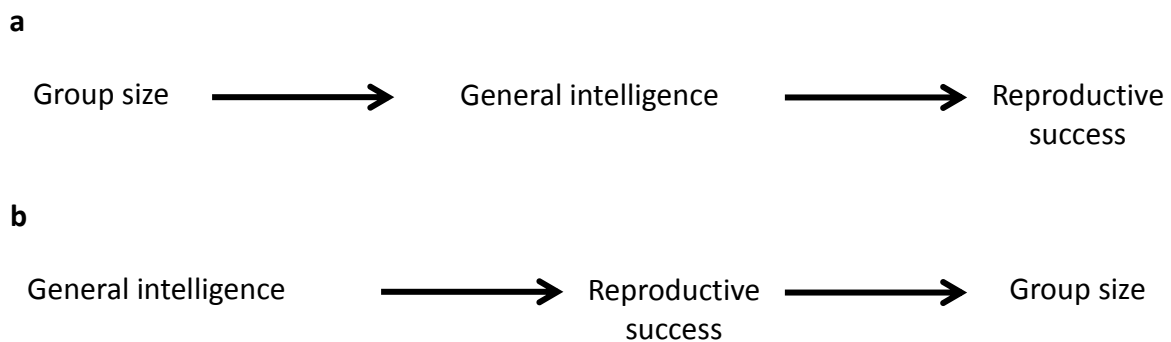 a
Group size General intelligence Reproductive
success
b
General intelligence Reproductive Group size
success